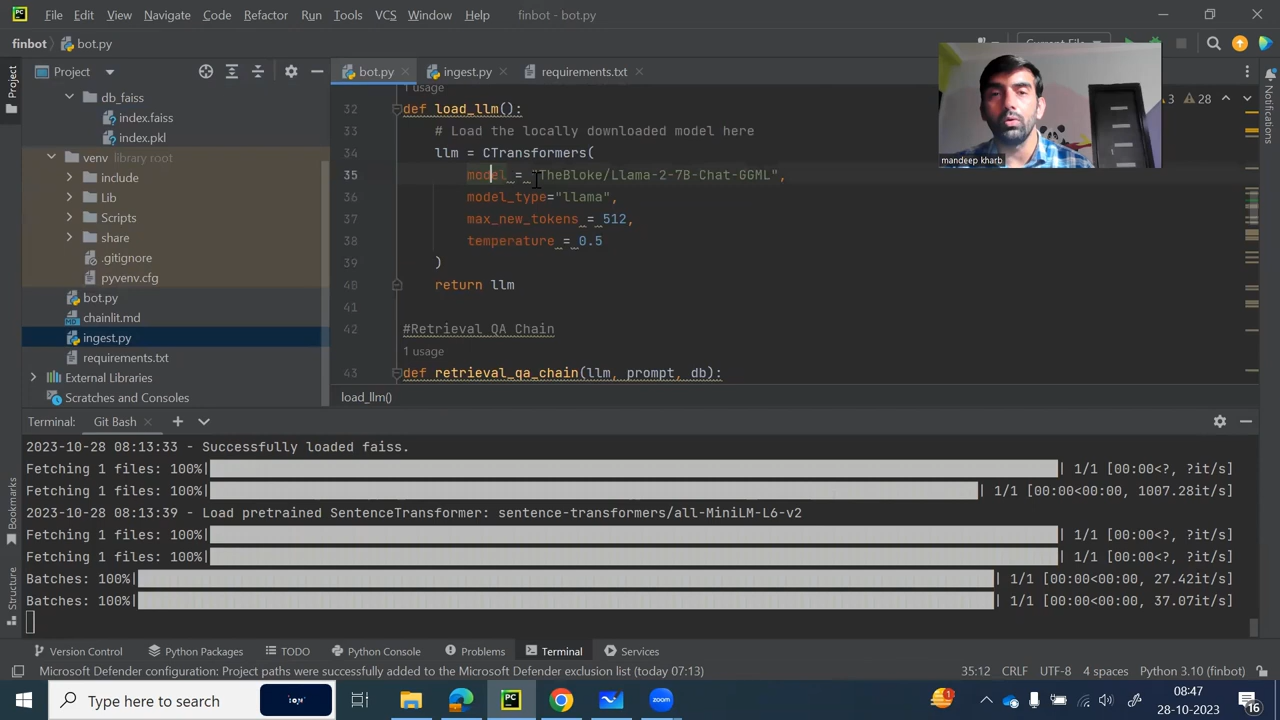 PC File Edit View Navigate Code Refactor Run Tools VCS Window Help finbot - bot.py
finbot bot.py
Project
bot.py
ingest.py
requirements.txt
mandeep kharb
3 28
db_faiss
index.faiss
index.pkl
venv library root
include
Lib
Scripts
share
.gitignore
pyvenv.cfg
bot.py
chainlit.md
ingest.py
requirements.txt
External Libraries
Scratches and Consoles
1 usage
32 def load_llm():
33 # Load the locally downloaded model here
34 llm = CTransformers(
35 model = "TheBloke/Llama-2-7B-Chat-GGML",
36 model_type="llama",
37 max_new_tokens = 512,
38 temperature = 0.5
39 )
40 return llm
41
42 #Retrieval QA Chain
1 usage
43 def retrieval_qa_chain(llm, prompt, db):
load_llm()
Project
Bookmarks
Structure
Notifications
Terminal: Git Bash
2023-10-28 08:13:33 - Successfully loaded faiss.
Fetching 1 files: 100%| | 1/1 [00:00<?, ?it/s]
Fetching 1 files: 100%| | 1/1 [00:00<00:00, 1007.28it/s]
2023-10-28 08:13:39 - Load pretrained SentenceTransformer: sentence-transformers/all-MiniLM-L6-v2
Fetching 1 files: 100%| | 1/1 [00:00<?, ?it/s]
Fetching 1 files: 100%| | 1/1 [00:00<?, ?it/s]
Batches: 100%| | 1/1 [00:00<00:00, 27.42it/s]
Batches: 100%| | 1/1 [00:00<00:00, 37.07it/s]
Version Control Python Packages TODO Python Console Problems Terminal Services
Microsoft Defender configuration: Project paths were successfully added to the Microsoft Defender exclusion list (today 07:13) 35:12 CRLF UTF-8 4 spaces Python 3.10 (finbot)
Type here to search
PC
zoom
1
08:47
28-10-2023
16